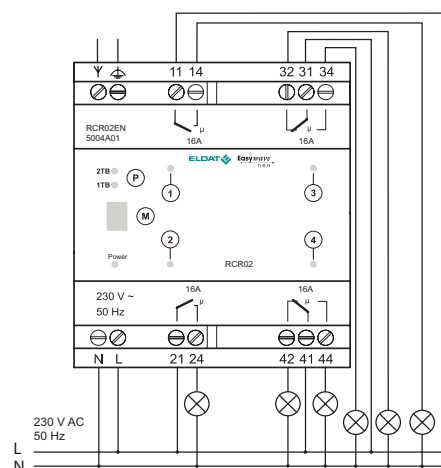 11 14 32 31 34
RCR02EN
5004A01
µ
16A
µ
16A
ELDAT Easywave
neo
2TB
1TB
P
M
1
3
2
4
Power
RCR02
230 V ~
50 Hz
16A
µ
16A
µ
N L 21 24 42 41 44
230 V AC
50 Hz
L
N